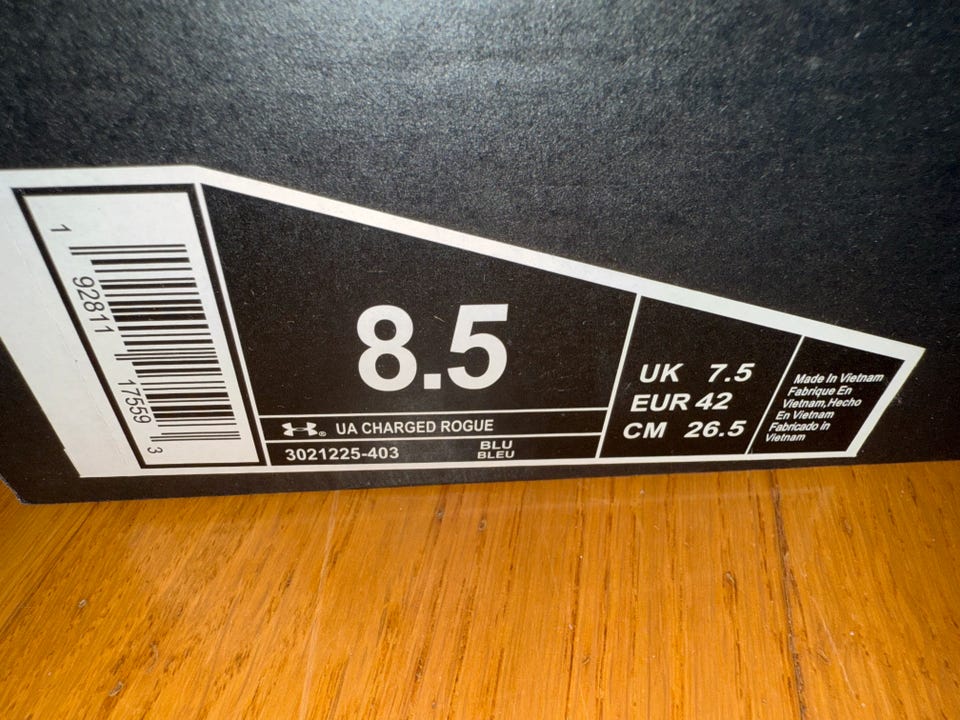 1 92811 17559 3
8.5
UA CHARGED ROGUE
3021225-403 BLU
BLEU
UK 7.5
EUR 42
CM 26.5
Made In Vietnam
Fabrique En
Vietnam,Hecho
En Vietnam
Fabricado in
Vietnam